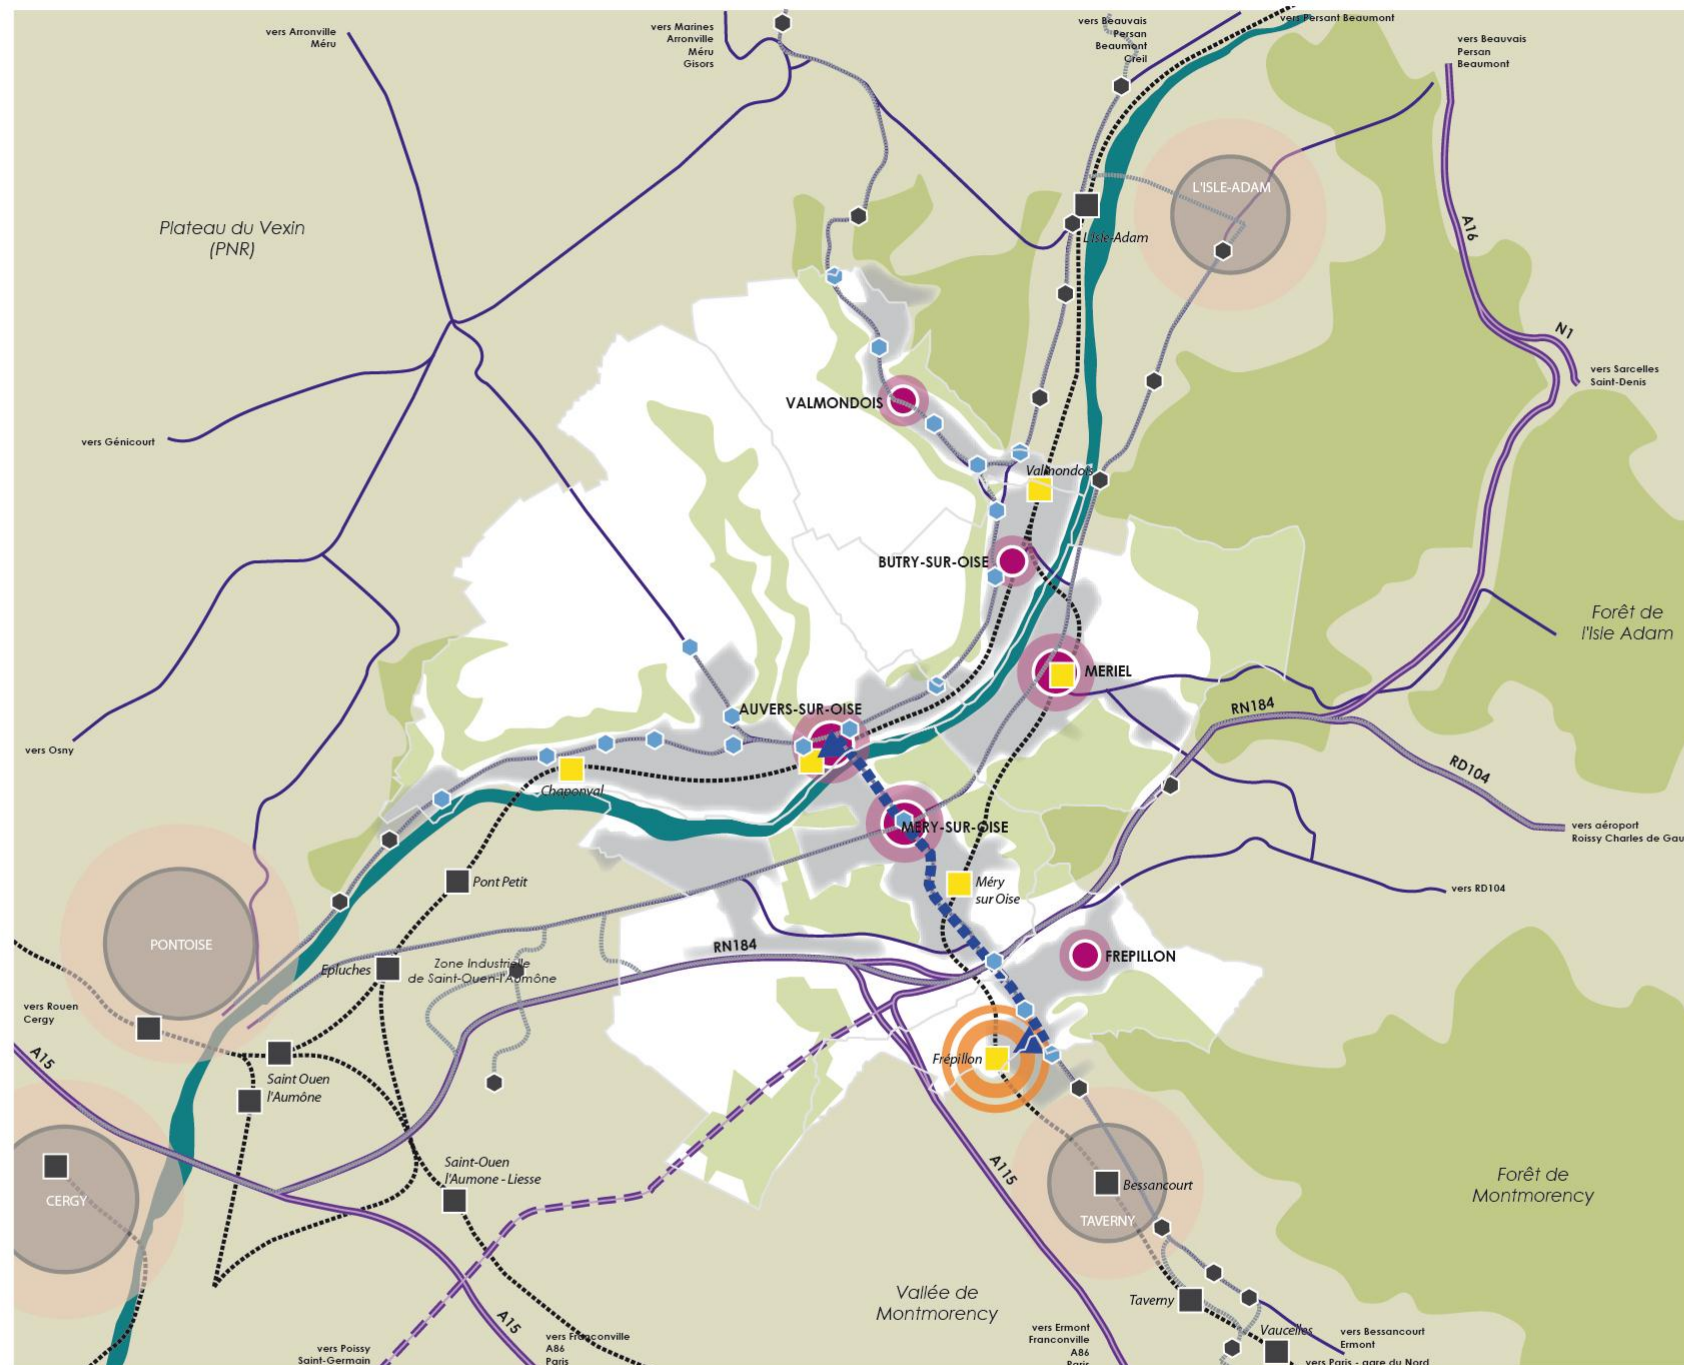 vers Persant Beaumont
vers Arronville
Méru
vers Marines
Arronville
Méru
Gisors
vers Beauvais
Persan
Beaumont
Creil
vers Beauvais
Persan
Beaumont
L'ISLE-ADAM
Plateau du Vexin
(PNR)
L'Isle-Adam
A16
N1
vers Sarcelles
Saint-Denis
VALMONDOIS
vers Génicourt
Valmondois
BUTRY-SUR-OISE
Forêt de
l'Isle Adam
MERIEL
AUVERS-SUR-OISE
RN184
vers Osny
RD104
Chaponval
MERY-SUR-OISE
vers aéroport
Roissy Charles de Gau
Pont Petit
Méry
sur Oise
vers RD104
PONTOISE
RN184
FREPILLON
Epluches
Zone Industrielle
de Saint-Ouen-l'Aumône
vers Rouen
Cergy
A15
Frépillon
Saint Ouen
l'Aumône
Saint-Ouen
l'Aumone - Liesse
A115
Bessancourt
Forêt de
Montmorency
CERGY
TAVERNY
Vallée de
Montmorency
Taverny
A15
vers Franconville
A86
Paris
vers Poissy
Saint-Germain
vers Ermont
Franconville
A86
Paris
Vaucelles
vers Bessancourt
Ermont
vers Paris - gare du Nord